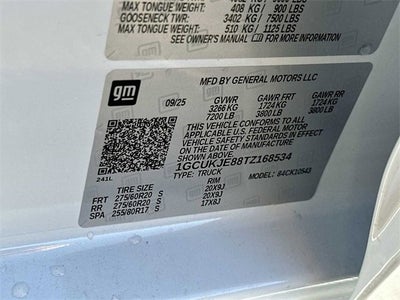 MAX TONGUE WEIGHT: 408 KG / 900 LBS
GOOSENECK TWR: 3402 KG / 7500 LBS
MAX TONGUE WEIGHT: 510 KG / 1125 LBS
SEE OWNER'S MANUAL FOR MORE INFORMATION
gm
MFD BY GENERAL MOTORS LLC
09/25 GVWR GAWR FRT GAWR RR
3266 KG 1724 KG 1724 KG
7200 LB 3800 LB 3800 LB
THIS VEHICLE CONFORMS TO ALL APPLICABLE
U.S. FEDERAL MOTOR VEHICLE SAFETY
STANDARDS IN EFFECT ON THE DATE OF
MANUFACTURE SHOWN ABOVE.
1GCUKJE88TZ168534
TYPE: TRUCK MODEL: 84CK10543
241L
TIRE SIZE RIM
FRT 275/60R20 S 20X9J
RR 275/60R20 S 20X9J
SPA 255/80R17 S 17X8J